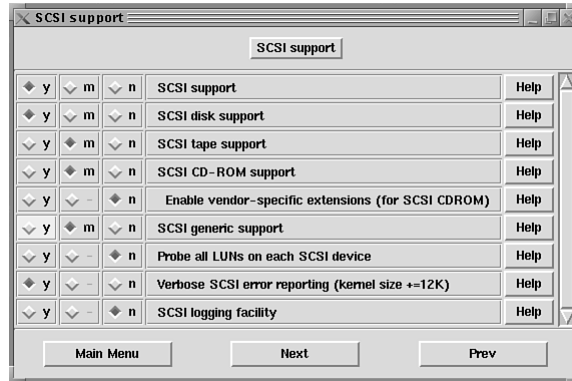 SCSI support
SCSI support
y m n SCSI support Help
y m n SCSI disk support Help
y m n SCSI tape support Help
y m n SCSI CD-ROM support Help
y - n Enable vendor-specific extensions (for SCSI CDROM) Help
y m n SCSI generic support Help
y - n Probe all LUNs on each SCSI device Help
y - n Verbose SCSI error reporting (kernel size +=12K) Help
y - n SCSI logging facility Help
Main Menu Next Prev